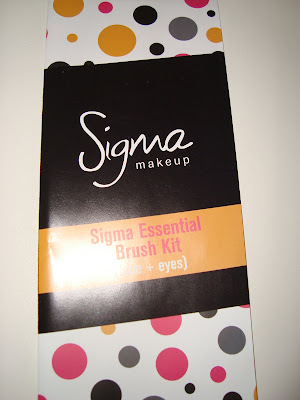 Sigma
makeup
Sigma Essential
Brush Kit
+ eyes)